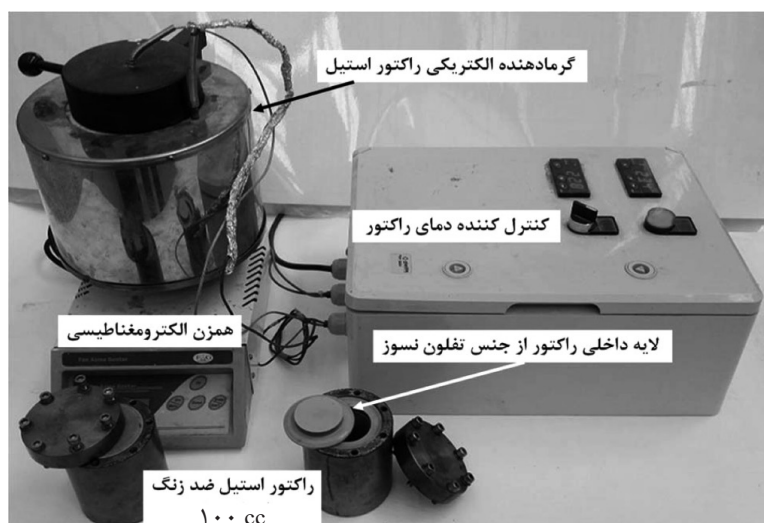 گرمادهنده الکتریکی راکتور استیل
کنترل کننده دمای راکتور
همزن الکترومغناطیسی
لایه داخلی راکتور از جنس تفلون نسوز
راکتور استیل ضد زنگ
۱۰۰ cc